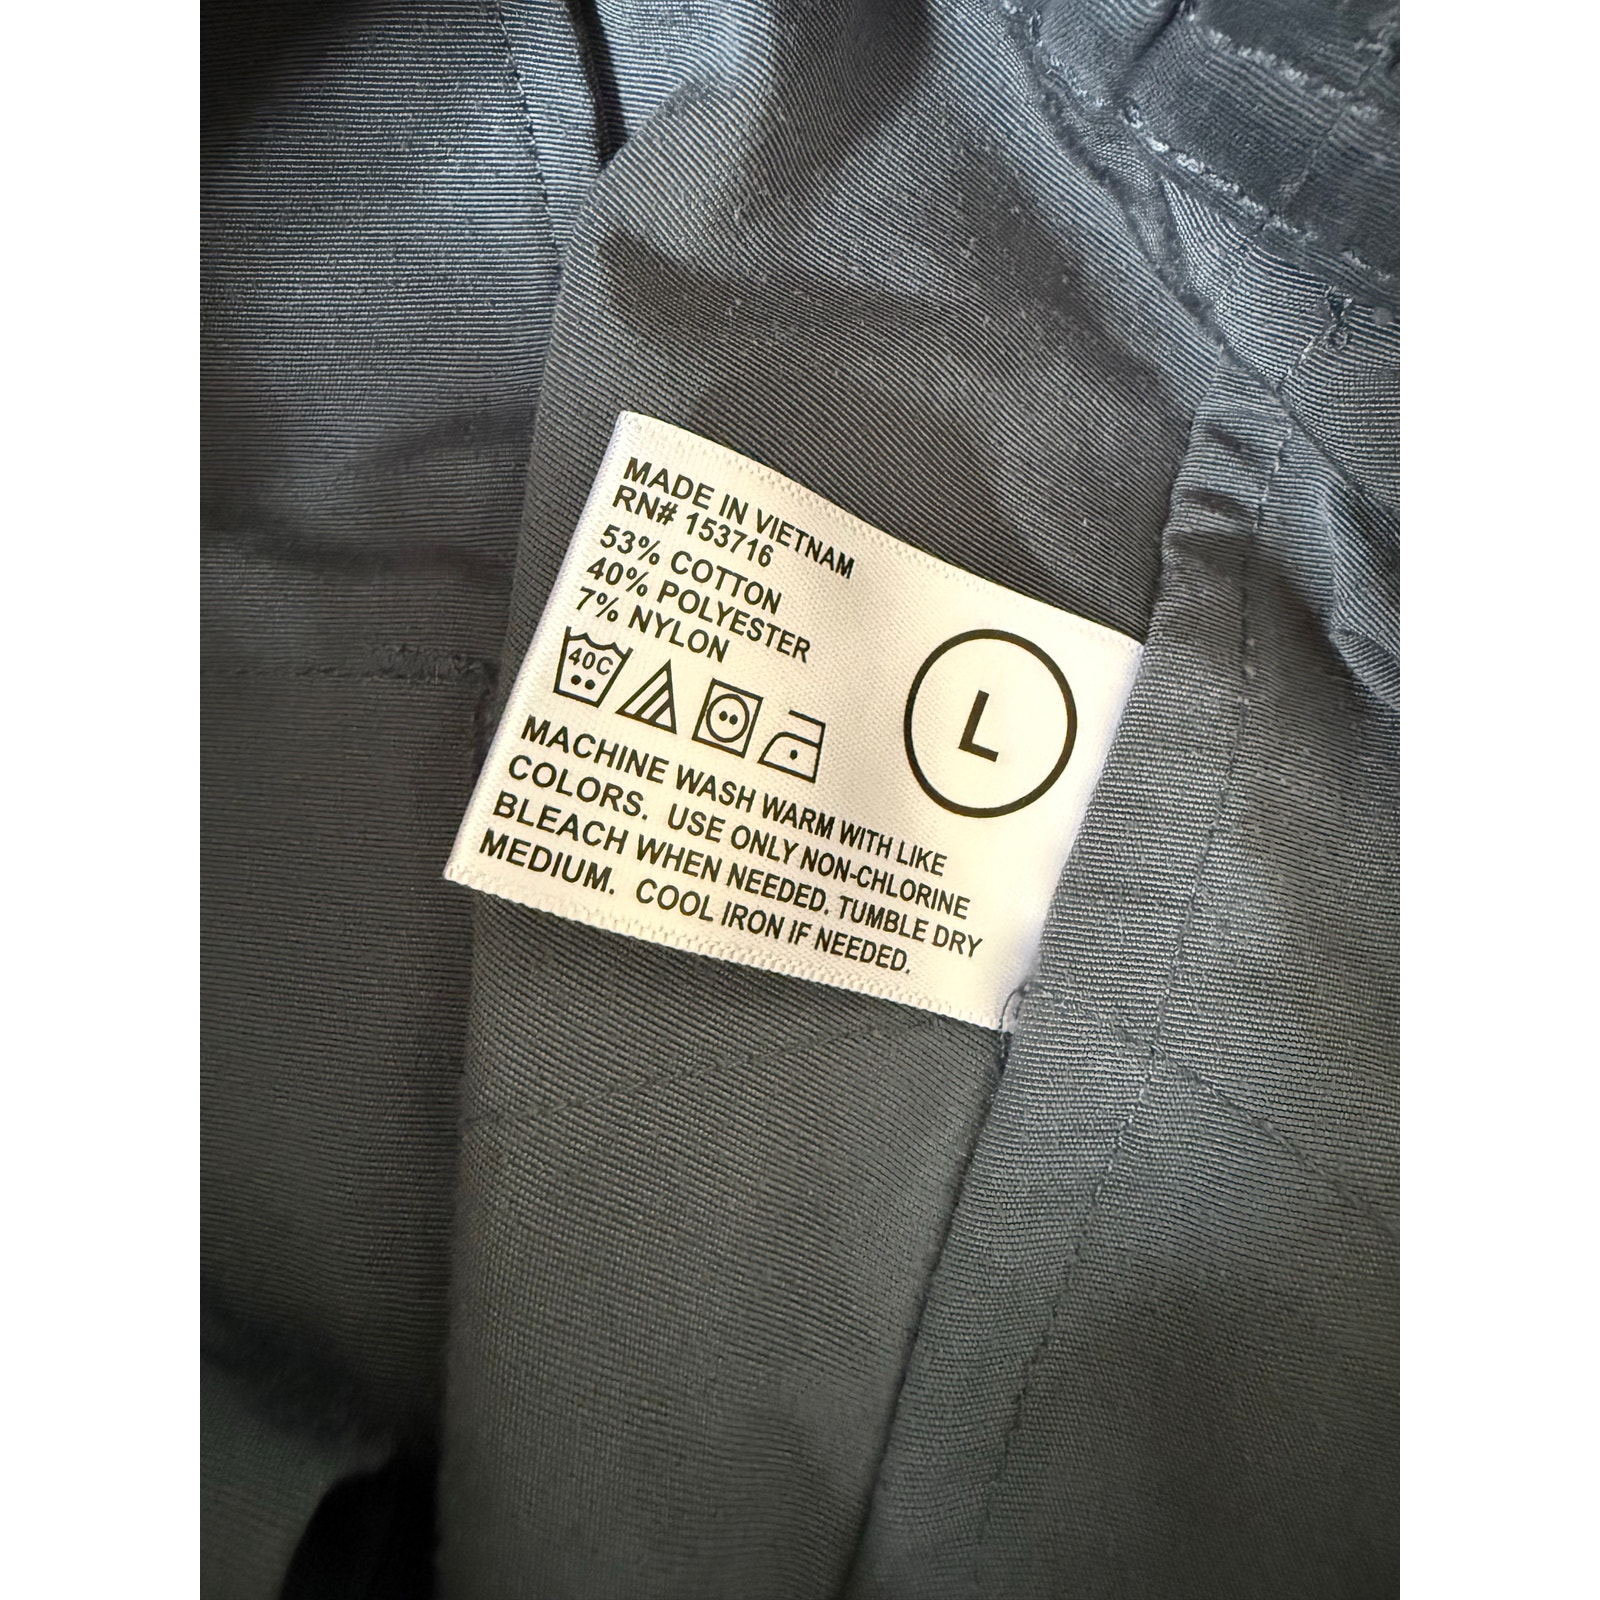 MADE IN VIETNAM
RN# 153716
53% COTTON
40% POLYESTER
7% NYLON
40C
L
MACHINE WASH WARM WITH LIKE
COLORS. USE ONLY NON-CHLORINE
BLEACH WHEN NEEDED. TUMBLE DRY
MEDIUM. COOL IRON IF NEEDED.